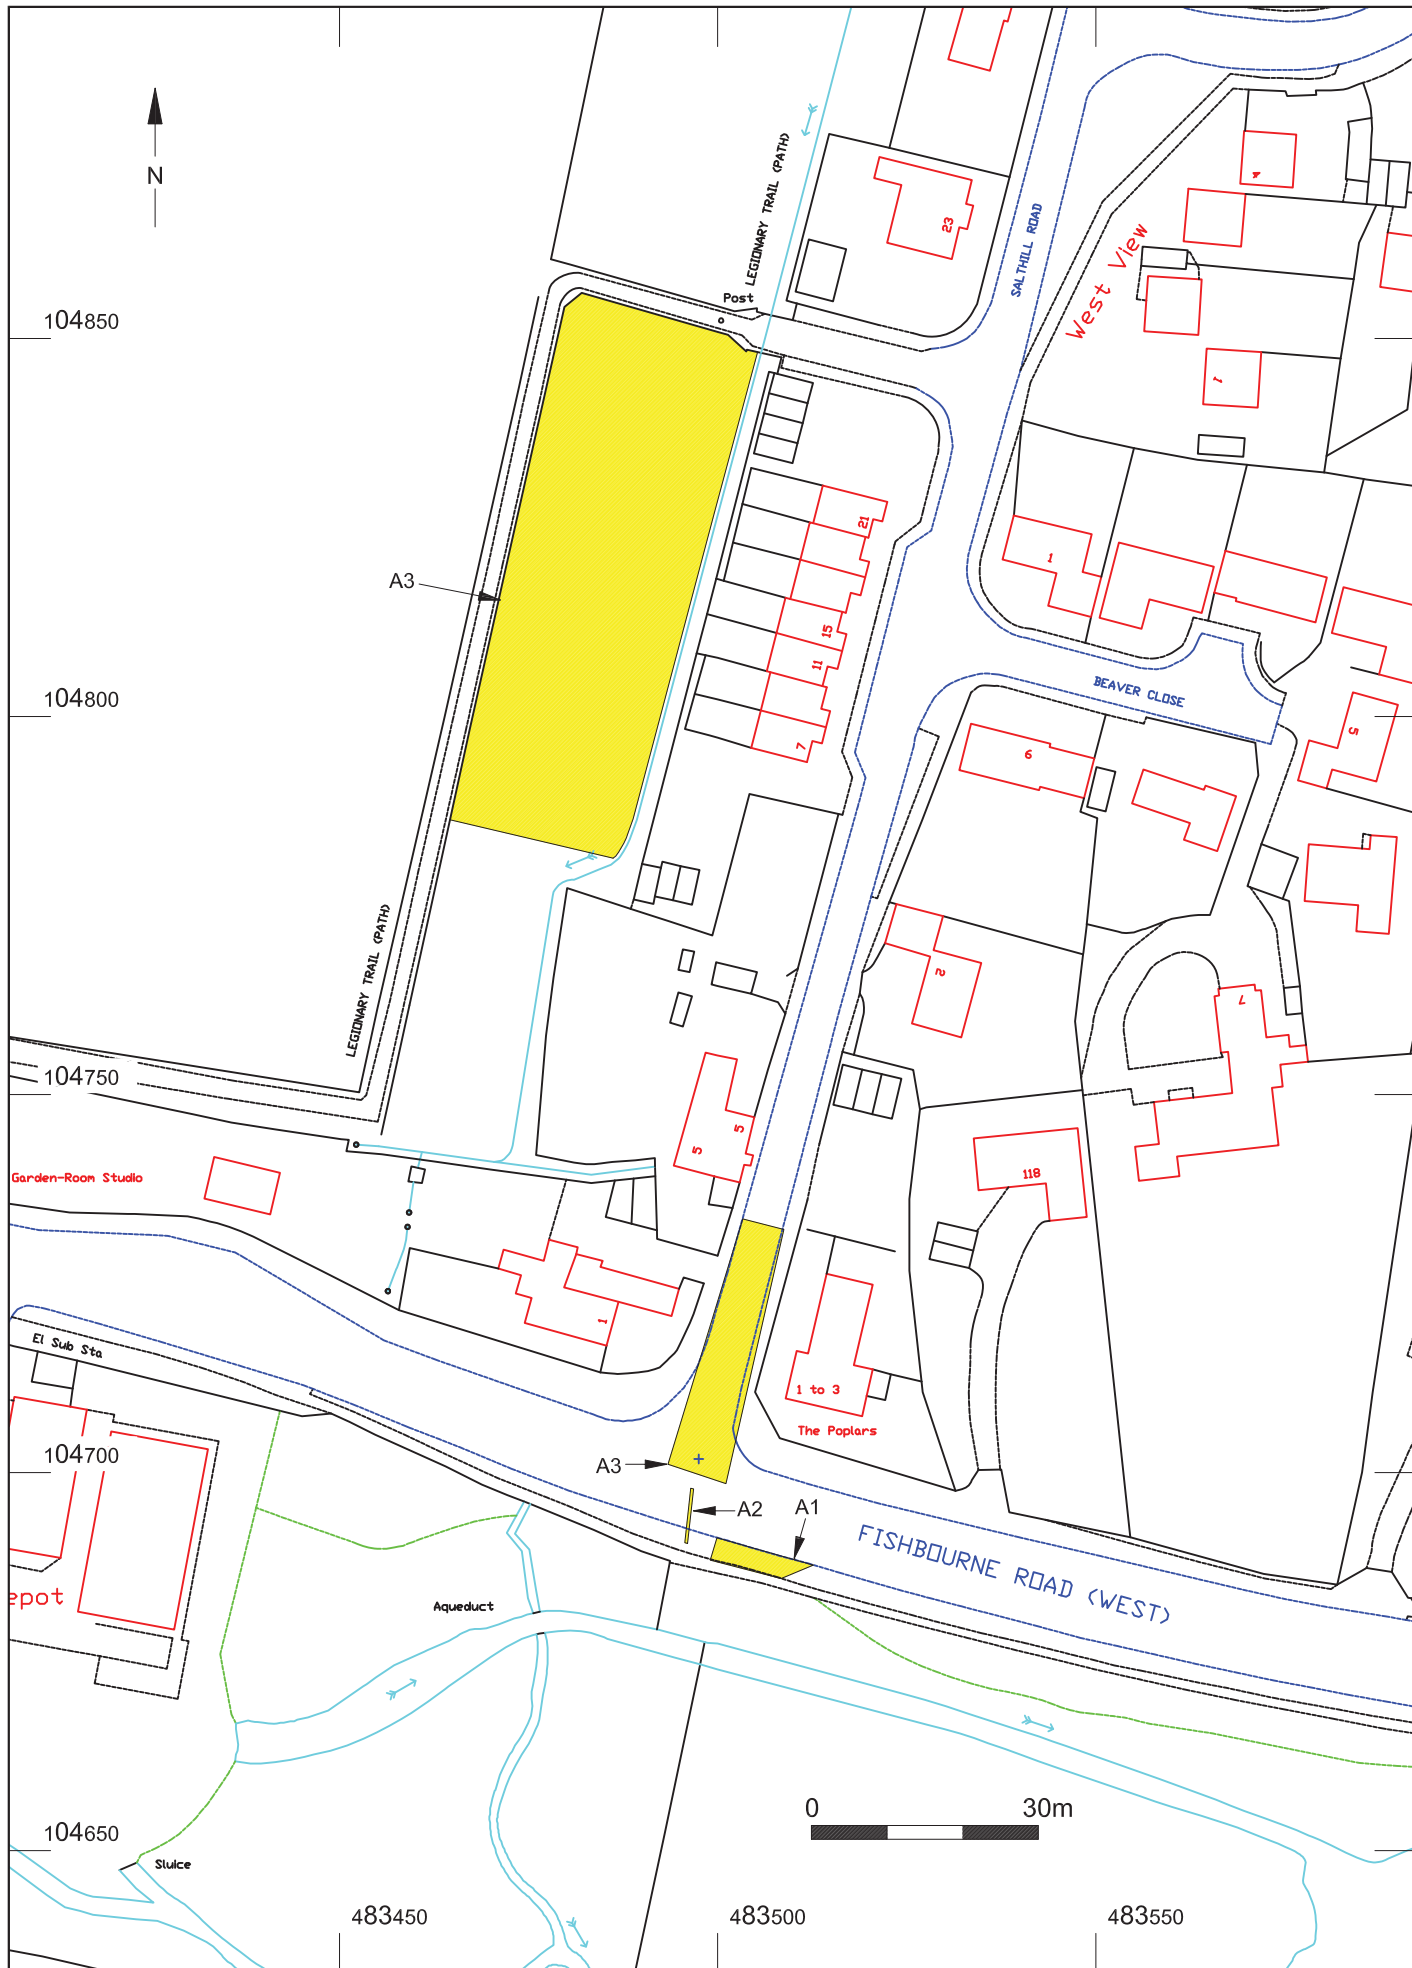 N
LEGIONARY TRAIL (PATH)
Post
23
SALTHILL ROAD
West View
4
1
104850
21
15
11
7
A3
1
BEAVER CLOSE
5
6
104800
2
7
LEGIONARY TRAIL (PATH)
104750
5
5
118
Garden-Room Studio
1
El Sub Sta
1 to 3
The Poplars
104700
A3
A2
A1
FISHBOURNE ROAD (WEST)
epot
Aqueduct
0 30m
104650
Sluice
483450 483500 483550